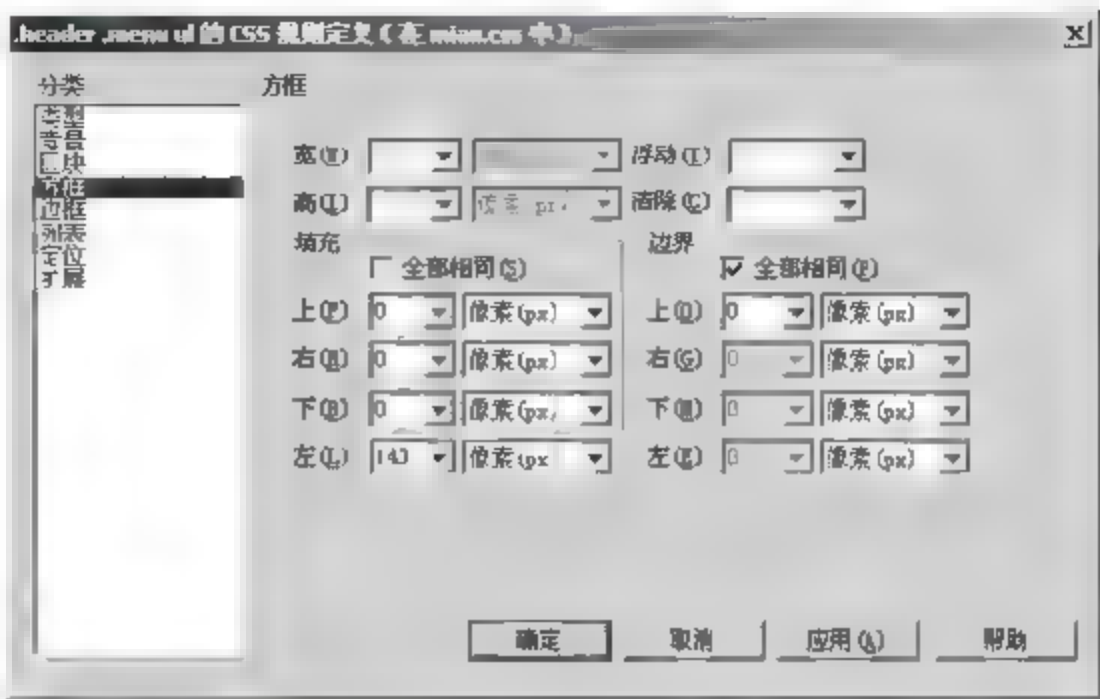 .header .menu ul 的 CSS 规则定义(在 mian.css 中)
分类
类型
背景
区块
方框
边框
列表
定位
扩展
方框
宽(W)
浮动(T)
高(I)
像素(px)
清除(C)
填充
全部相同(S)
上(P) 0 像素(px)
右(R) 0 像素(px)
下(B) 0 像素(px)
左(L) 像素(px)
边界
全部相同(F)
上(O) 0 像素(px)
右(G) 0 像素(px)
下(M) 0 像素(px)
左(E) 0 像素(px)
确定 取消 应用(A) 帮助